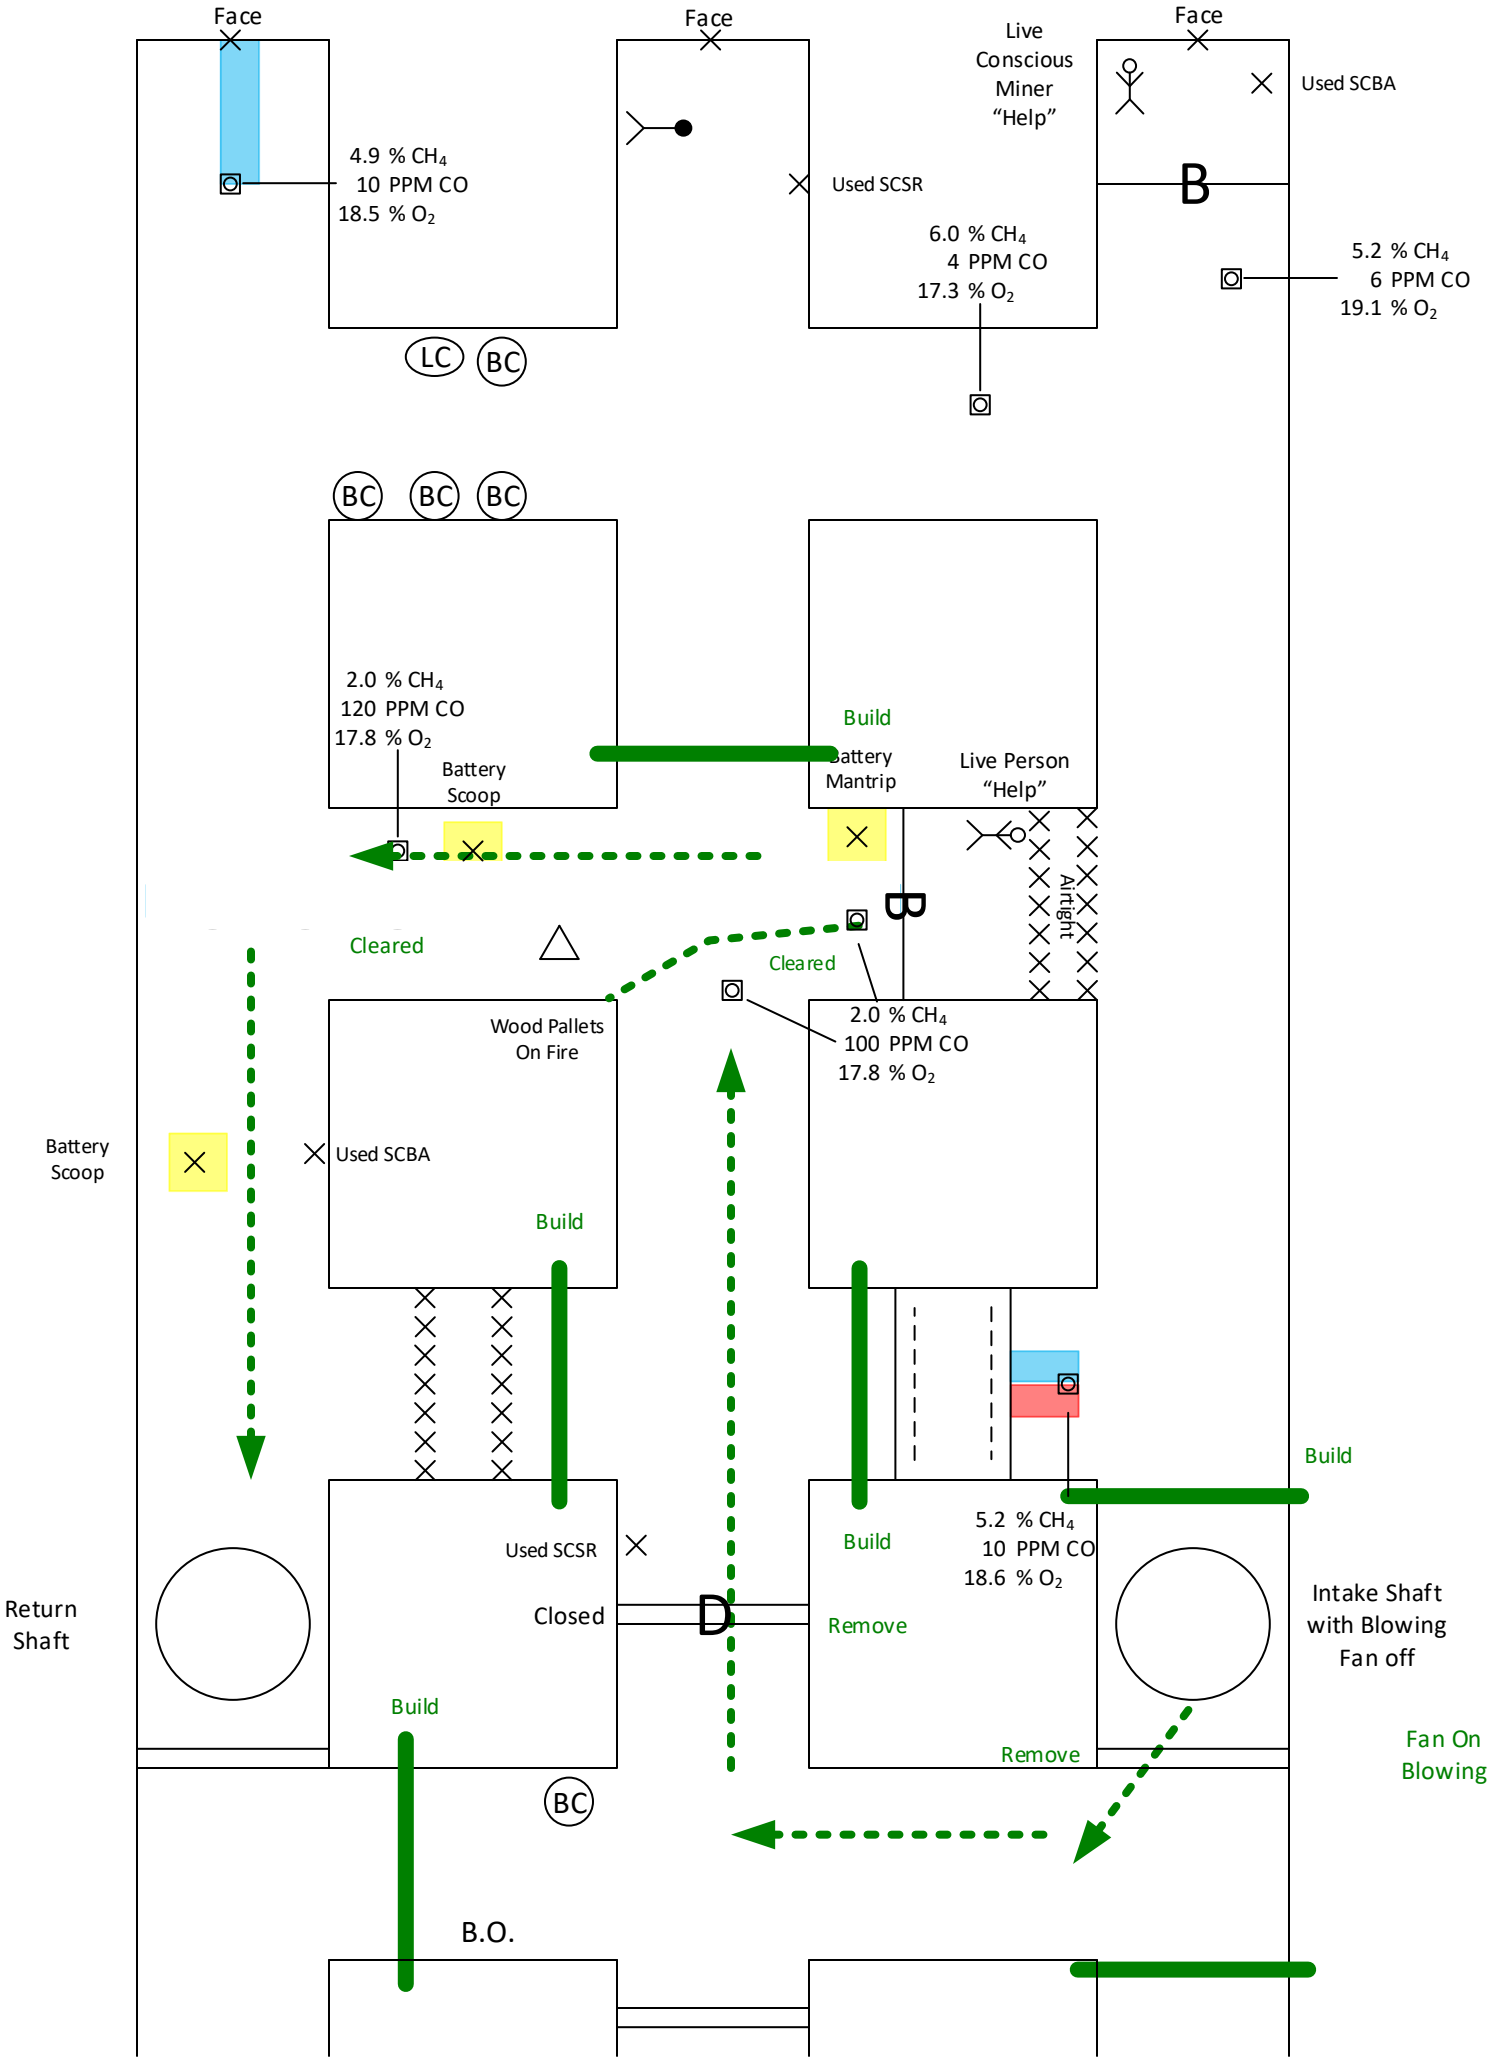 Face
Face
Face
Live
Conscious
Miner
“Help”
Used SCBA
4.9 % CH₄
10 PPM CO
18.5 % O₂
Used SCSR
B
6.0 % CH₄
4 PPM CO
17.3 % O₂
5.2 % CH₄
6 PPM CO
19.1 % O₂
LC
BC
BC
BC
BC
2.0 % CH₄
120 PPM CO
17.8 % O₂
Build
Battery
Scoop
Battery
Mantrip
Live Person
“Help”
B
Airtight
Cleared
Cleared
Wood Pallets
On Fire
2.0 % CH₄
100 PPM CO
17.8 % O₂
Battery
Scoop
Used SCBA
Build
Build
Used SCSR
Build
5.2 % CH₄
10 PPM CO
18.6 % O₂
Return
Shaft
Closed
D
Remove
Intake Shaft
with Blowing
Fan off
Build
Remove
Fan On
Blowing
BC
B.O.